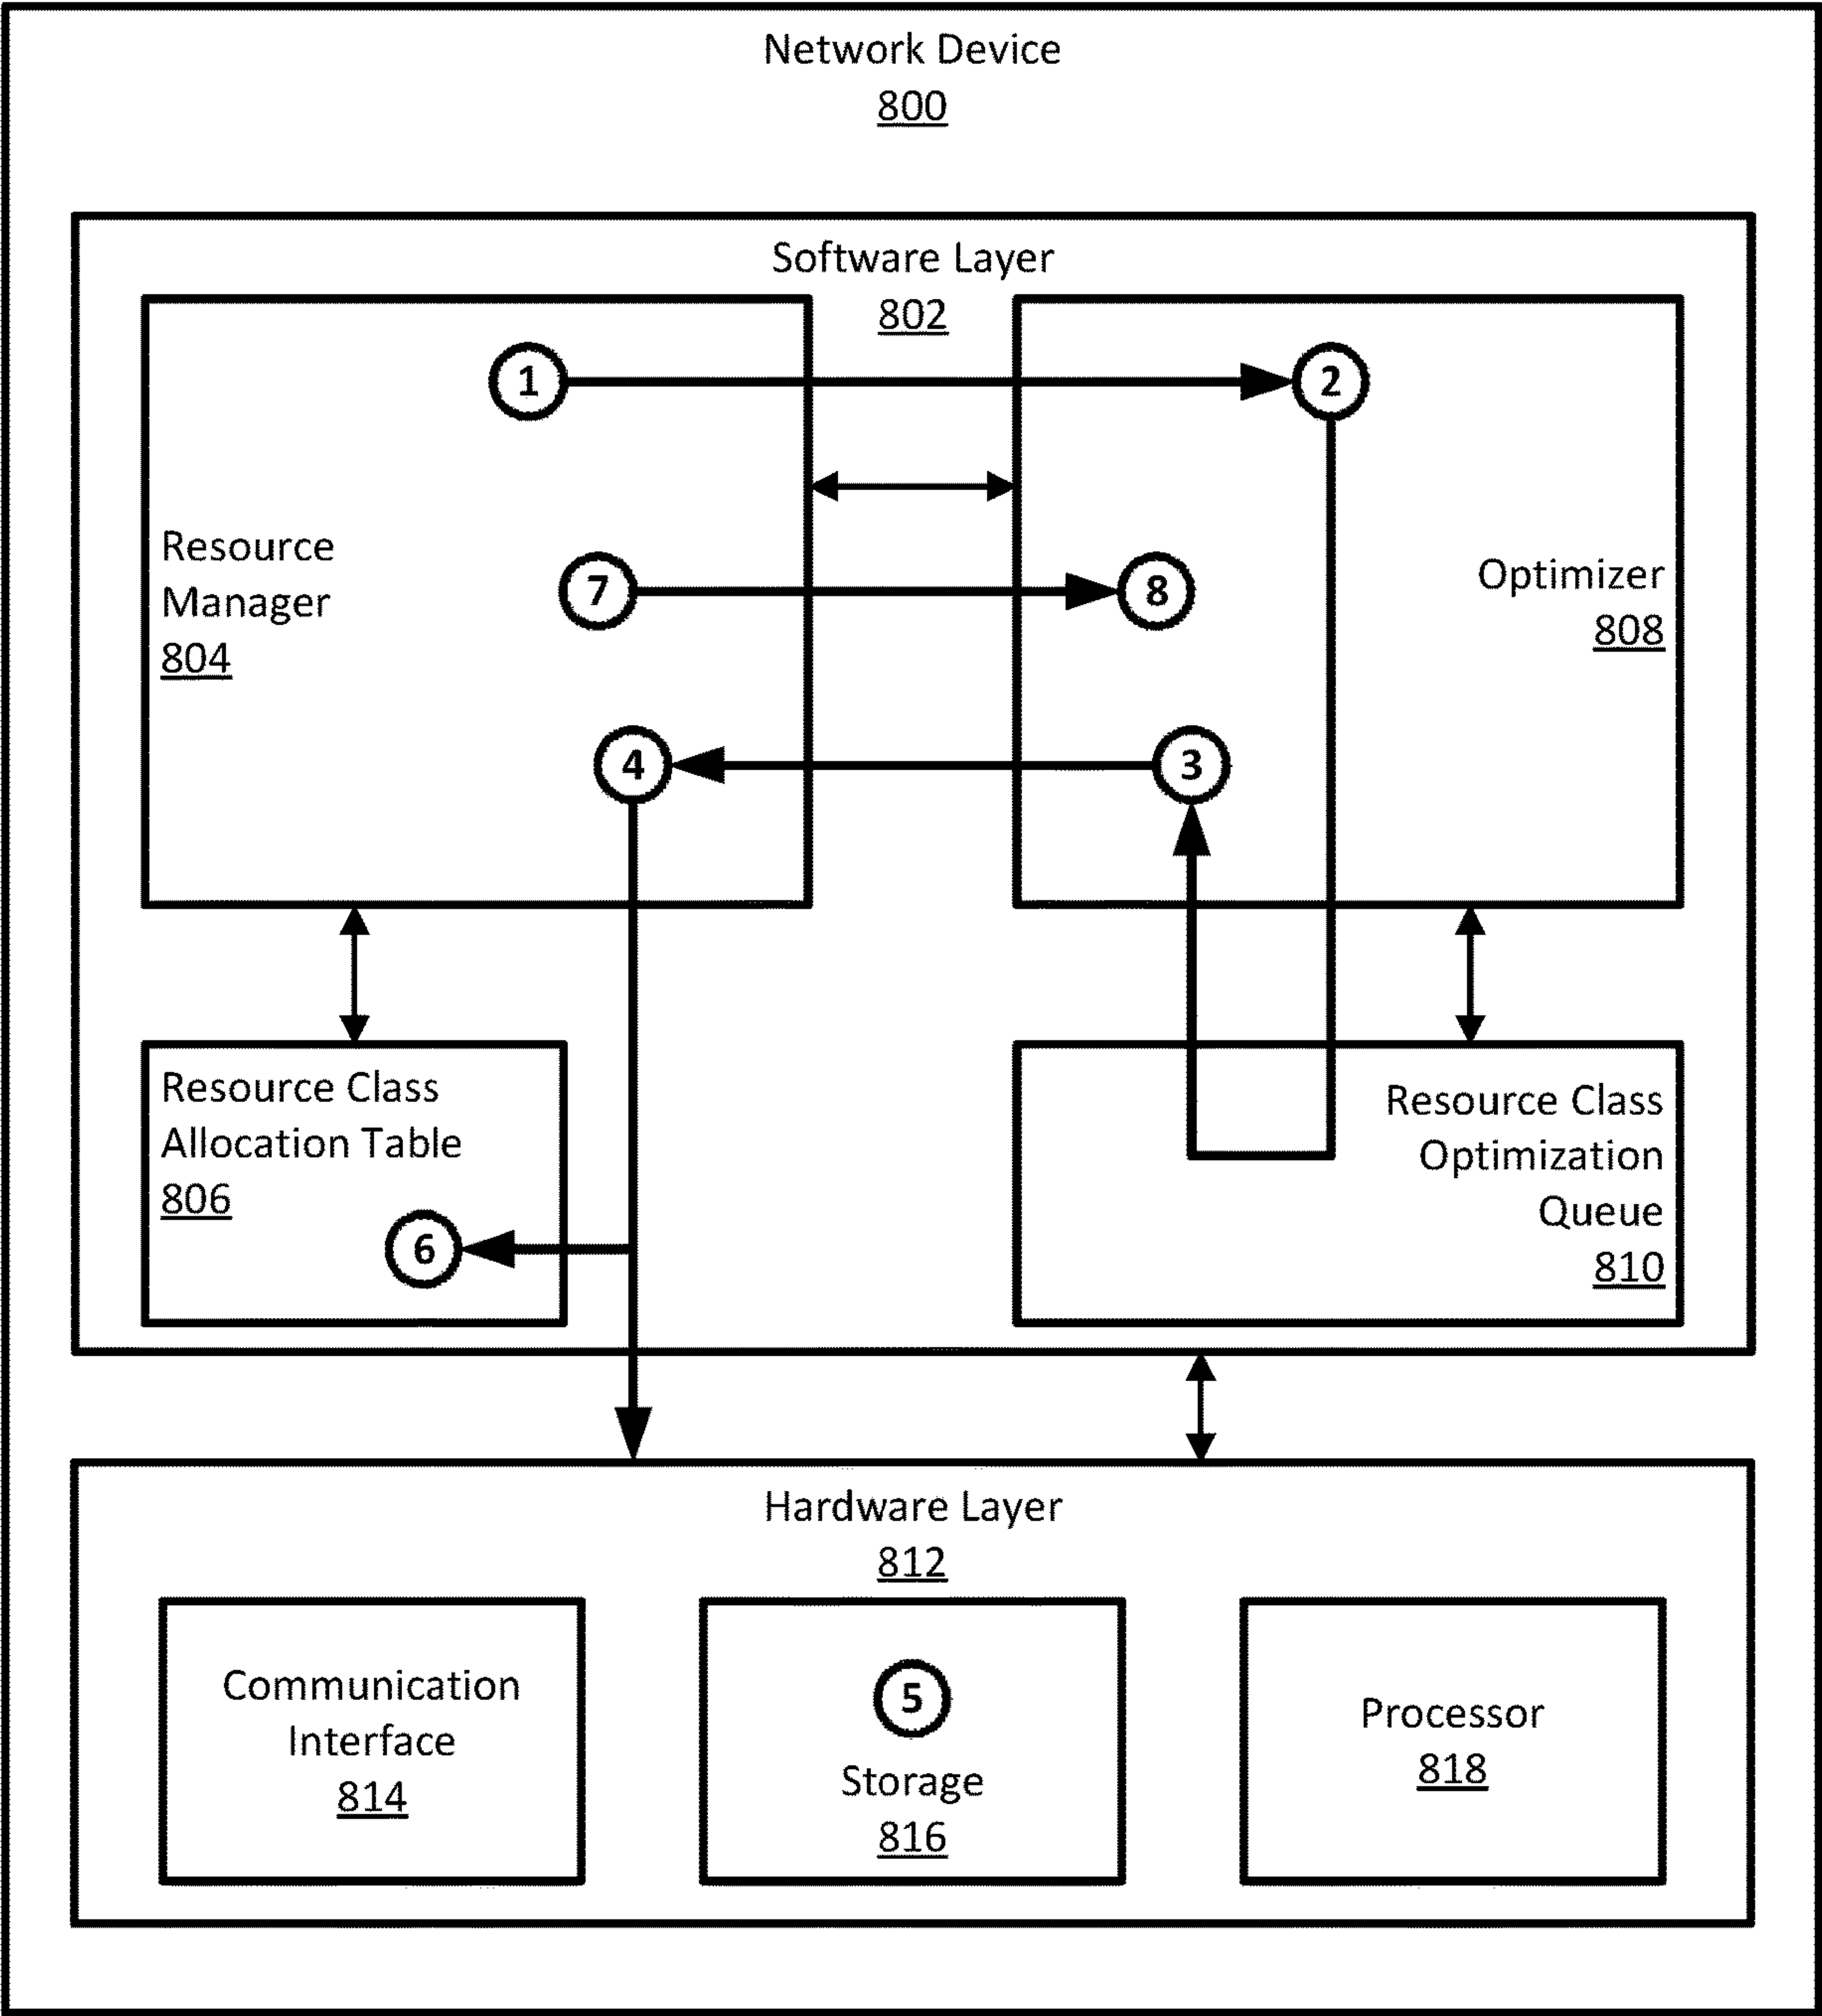 Network Device
800
Software Layer
802
1
2
Resource
Manager
804
7
8
Optimizer
808
4
3
Resource Class
Allocation Table
806
6
Resource Class
Optimization
Queue
810
Hardware Layer
812
Communication
Interface
814
5
Storage
816
Processor
818